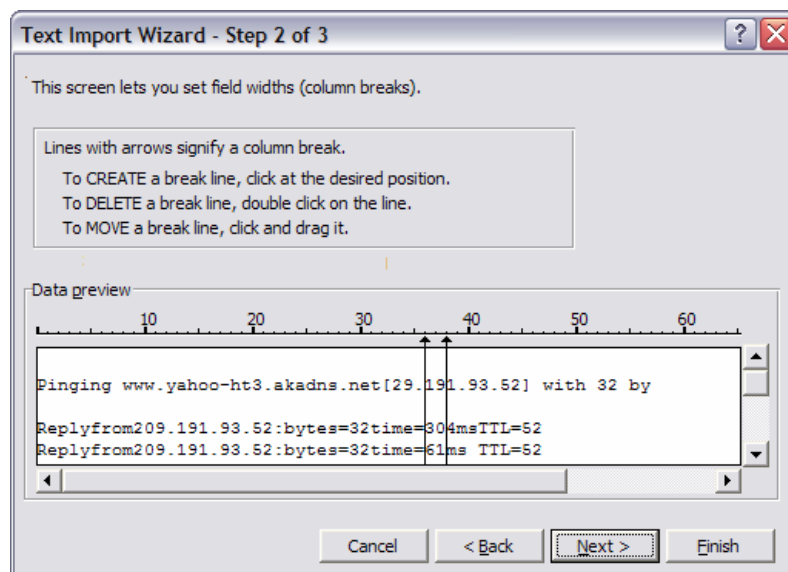 Text Import Wizard - Step 2 of 3
This screen lets you set field widths (column breaks).
Lines with arrows signify a column break.
To CREATE a break line, click at the desired position.
To DELETE a break line, double click on the line.
To MOVE a break line, click and drag it.
Data preview
10 20 30 40 50 60
Pinging www.yahoo-ht3.akadns.net[29.191.93.52] with 32 by
Replyfrom209.191.93.52:bytes=32time=304msTTL=52
Replyfrom209.191.93.52:bytes=32time=61ms TTL=52
Cancel < Back Next > Finish